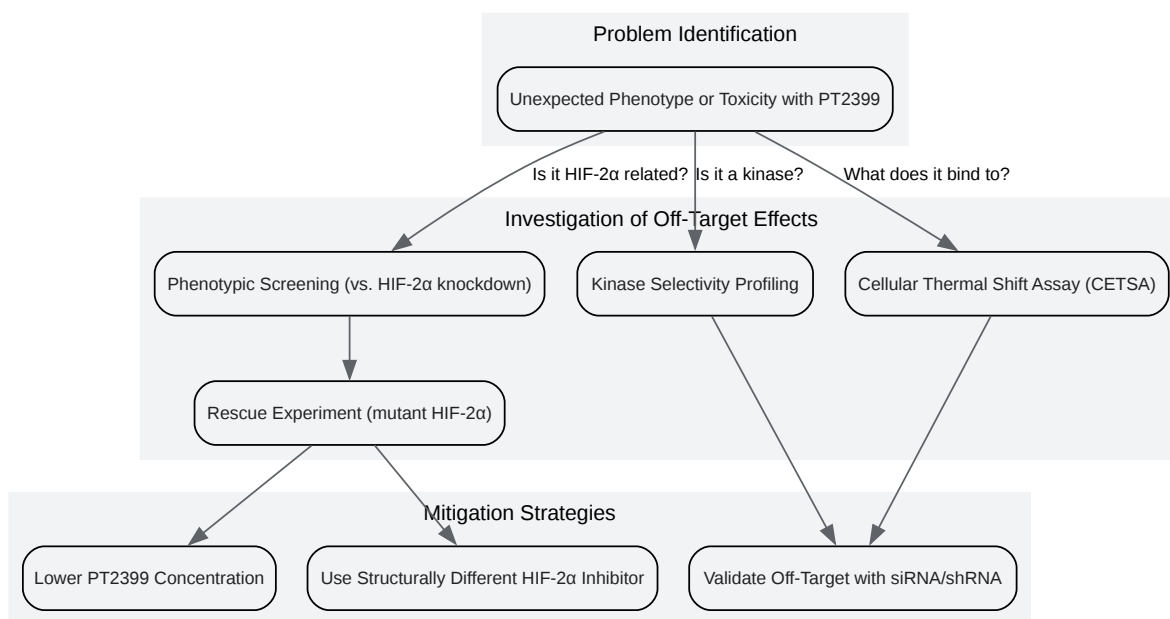 Problem Identification
Unexpected Phenotype or Toxicity with PT2399
Is it HIF-2α related?
Is it a kinase?
What does it bind to?
Investigation of Off-Target Effects
Phenotypic Screening (vs. HIF-2α knockdown)
Kinase Selectivity Profiling
Cellular Thermal Shift Assay (CETSA)
Rescue Experiment (mutant HIF-2α)
Mitigation Strategies
Lower PT2399 Concentration
Use Structurally Different HIF-2α Inhibitor
Validate Off-Target with siRNA/shRNA